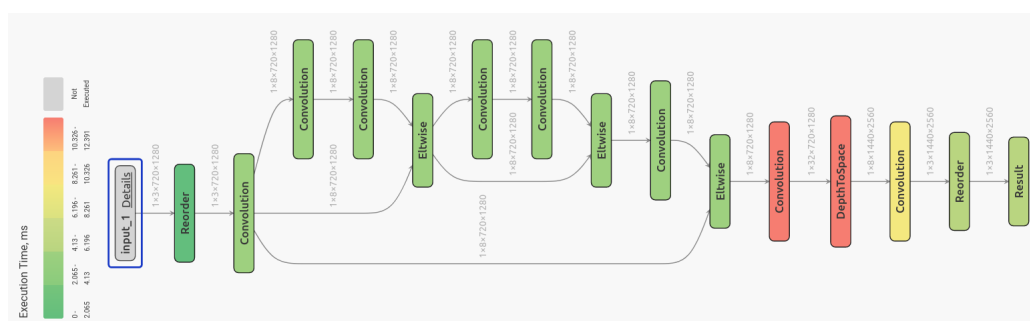 Execution Time, ms
0 - 2.065
2.065 - 4.13
4.13 - 6.196
6.196 - 8.261
8.261 - 10.326
10.326 - 12.391
Not Executed
input_1 Details
1×3×720×1280
Reorder
1×3×720×1280
Convolution
1×8×720×1280
Convolution
1×8×720×1280
Convolution
1×8×720×1280
1×8×720×1280
Eltwise
1×8×720×1280
Convolution
1×8×720×1280
Convolution
1×8×720×1280
1×8×720×1280
Eltwise
1×8×720×1280
Convolution
1×8×720×1280
1×8×720×1280
Eltwise
1×8×720×1280
Convolution
1×32×720×1280
DepthToSpace
1×8×1440×2560
Convolution
1×3×1440×2560
Reorder
1×3×1440×2560
Result